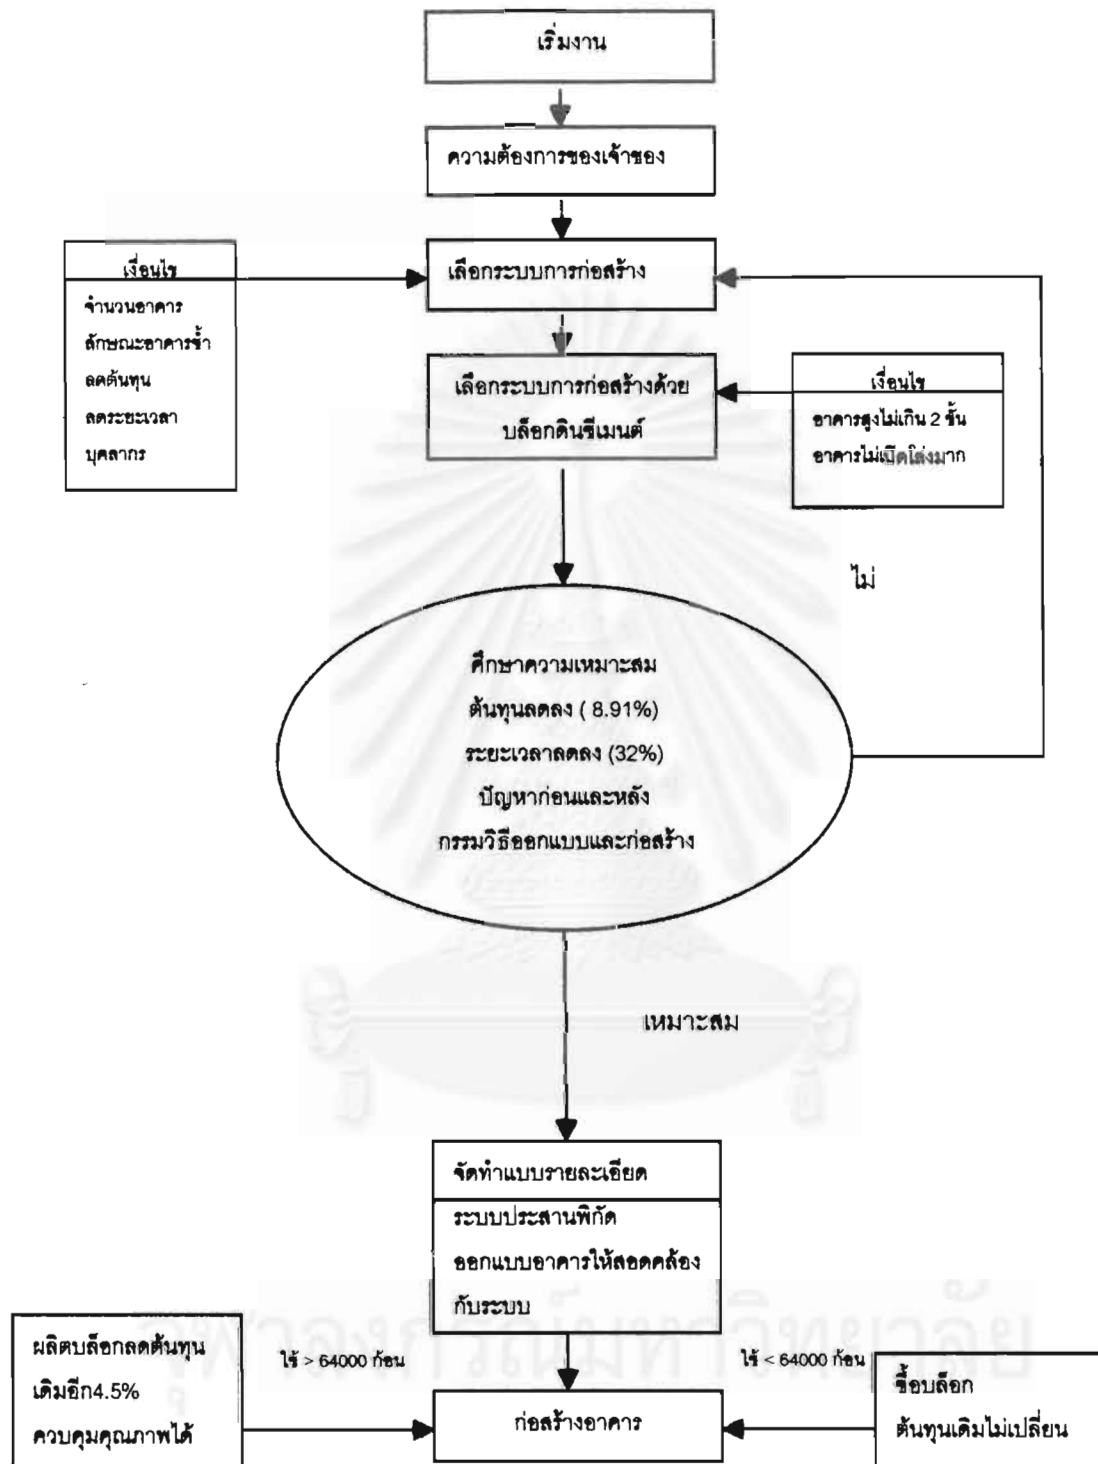 เริ่มงาน
ความต้องการของเจ้าของ
เงื่อนไข
จำนวนอาคาร
ลักษณะอาคารซ้ำ
ลดต้นทุน
ลดระยะเวลา
บุคลากร
เลือกระบบการก่อสร้าง
เลือกระบบการก่อสร้างด้วย
บล็อกดินซีเมนต์
เงื่อนไข
อาคารสูงไม่เกิน 2 ชั้น
อาคารไม่เปิดโล่งมาก
ไม่
ศึกษาความเหมาะสม
ต้นทุนลดลง ( 8.91%)
ระยะเวลาลดลง (32%)
ปัญหาก่อนและหลัง
กรรมวิธีออกแบบและก่อสร้าง
เหมาะสม
จัดทำแบบรายละเอียด
ระบบประสานพิกัด
ออกแบบอาคารให้สอดคล้อง
กับระบบ
ผลิตบล็อกลดต้นทุน
เดิมอีก4.5%
ควบคุมคุณภาพได้
ใช้ > 64000 ก้อน
ใช้ < 64000 ก้อน
ก่อสร้างอาคาร
ซื้อบล็อก
ต้นทุนเดิมไม่เปลี่ยน
จุฬาลงกรณ์มหาวิทยาลัย